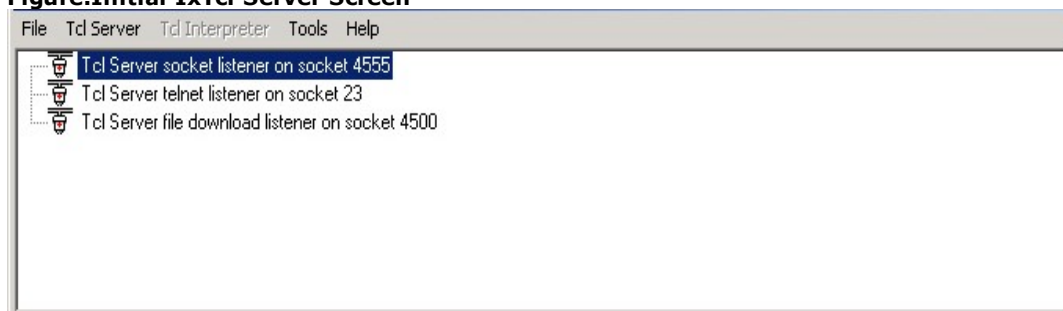 Figure:Initial IxTcl Server Screen
File Tcl Server Tcl Interpreter Tools Help
Tcl Server socket listener on socket 4555
Tcl Server telnet listener on socket 23
Tcl Server file download listener on socket 4500